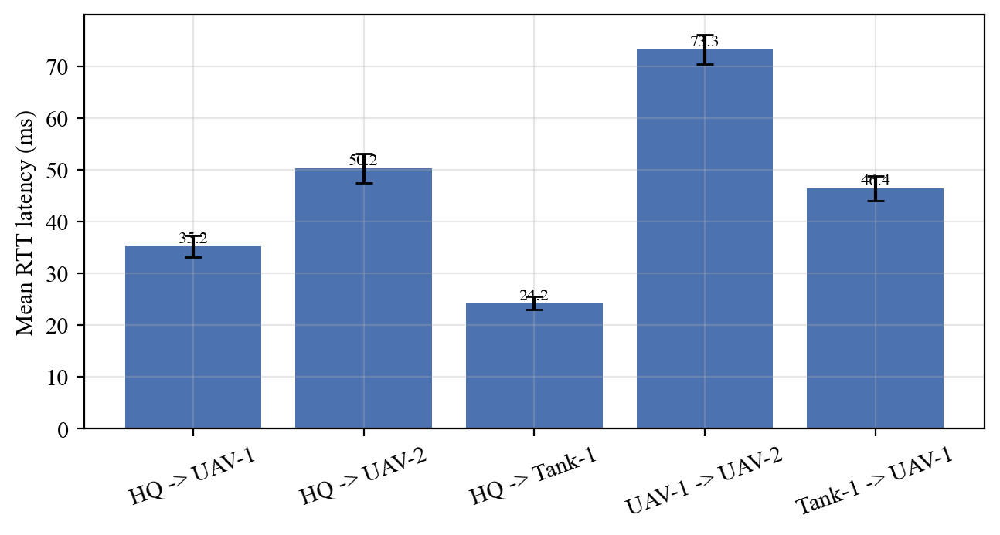 Mean RTT latency (ms)
70
60
50
40
30
20
10
0
35.2
50.2
24.2
73.3
46.4
HQ -> UAV-1
HQ -> UAV-2
HQ -> Tank-1
UAV-1 -> UAV-2
Tank-1 -> UAV-1